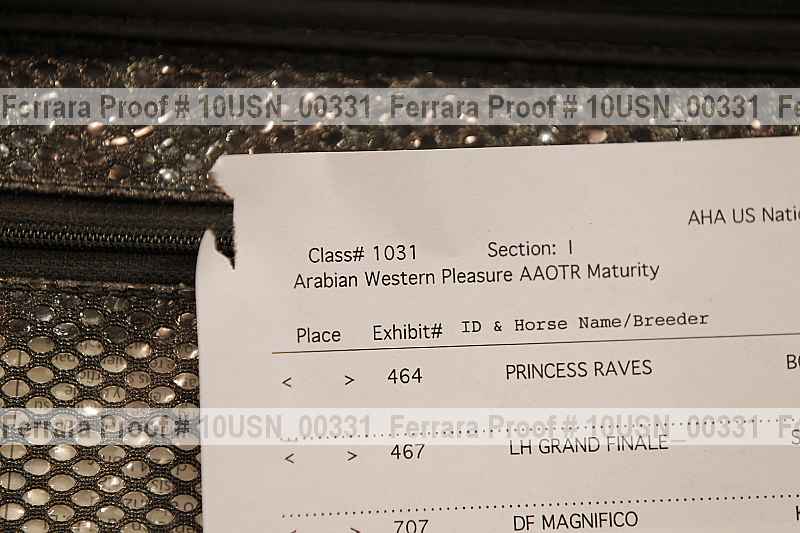 Ferrara Proof # 10USN_00331 Ferrara Proof # 10USN_00331
AHA US Natio
Class# 1031 Section: I
Arabian Western Pleasure AAOTR Maturity
Place Exhibit# ID & Horse Name/Breeder
< > 464 PRINCESS RAVES
Ferrara Proof # 10USN_00331 Ferrara Proof # 10USN_00331
< > 467 LH GRAND FINALE
< > 707 DF MAGNIFICO